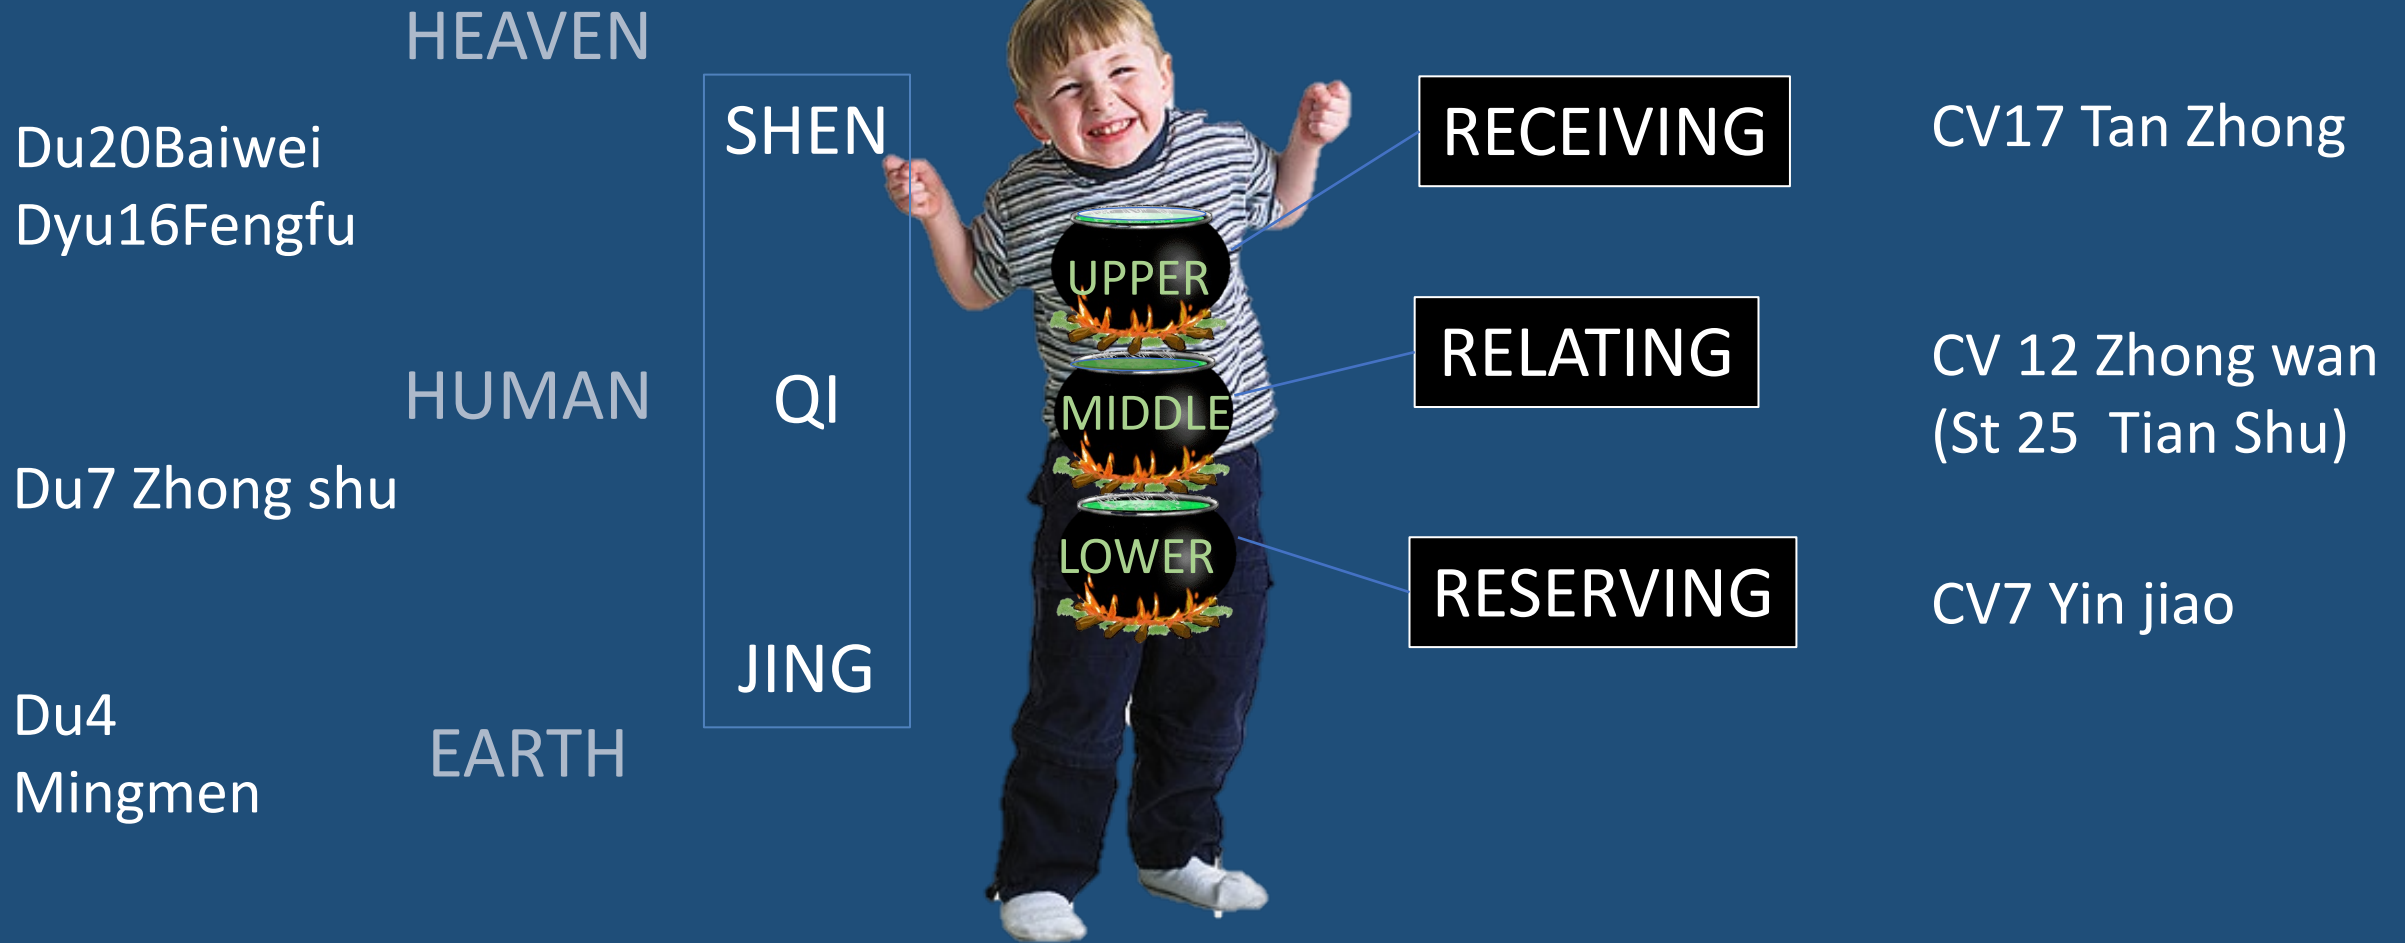 HEAVEN
Du20Baiwei
Dyu16Fengfu
SHEN
RECEIVING
CV17 Tan Zhong
UPPER
HUMAN
QI
MIDDLE
RELATING
CV 12 Zhong wan
(St 25  Tian Shu)
Du7 Zhong shu
LOWER
RESERVING
CV7 Yin jiao
JING
Du4
Mingmen
EARTH